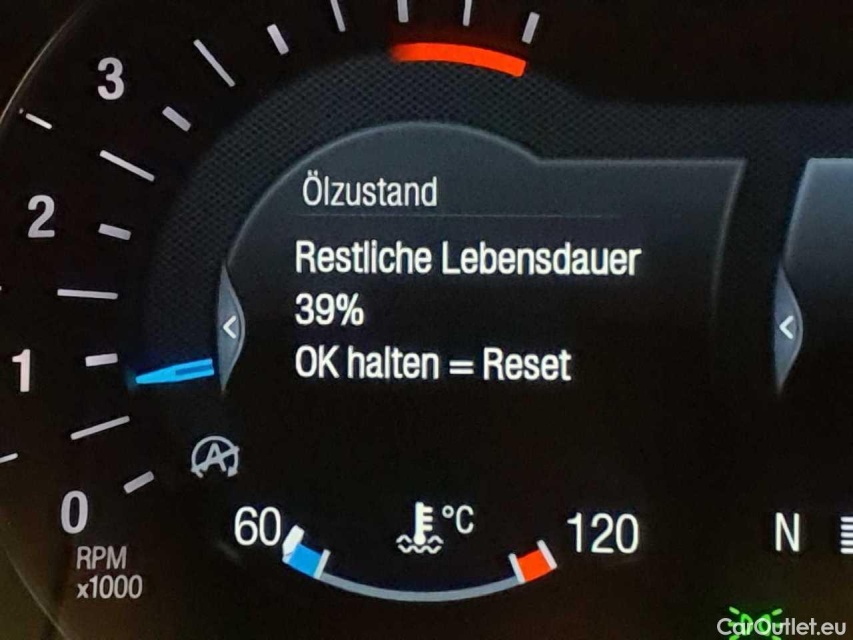 3
Ölzustand
2
Restliche Lebensdauer
39%
1
OK halten = Reset
A
0
60
°C
120
N
RPM
x1000
CarOutlet.eu